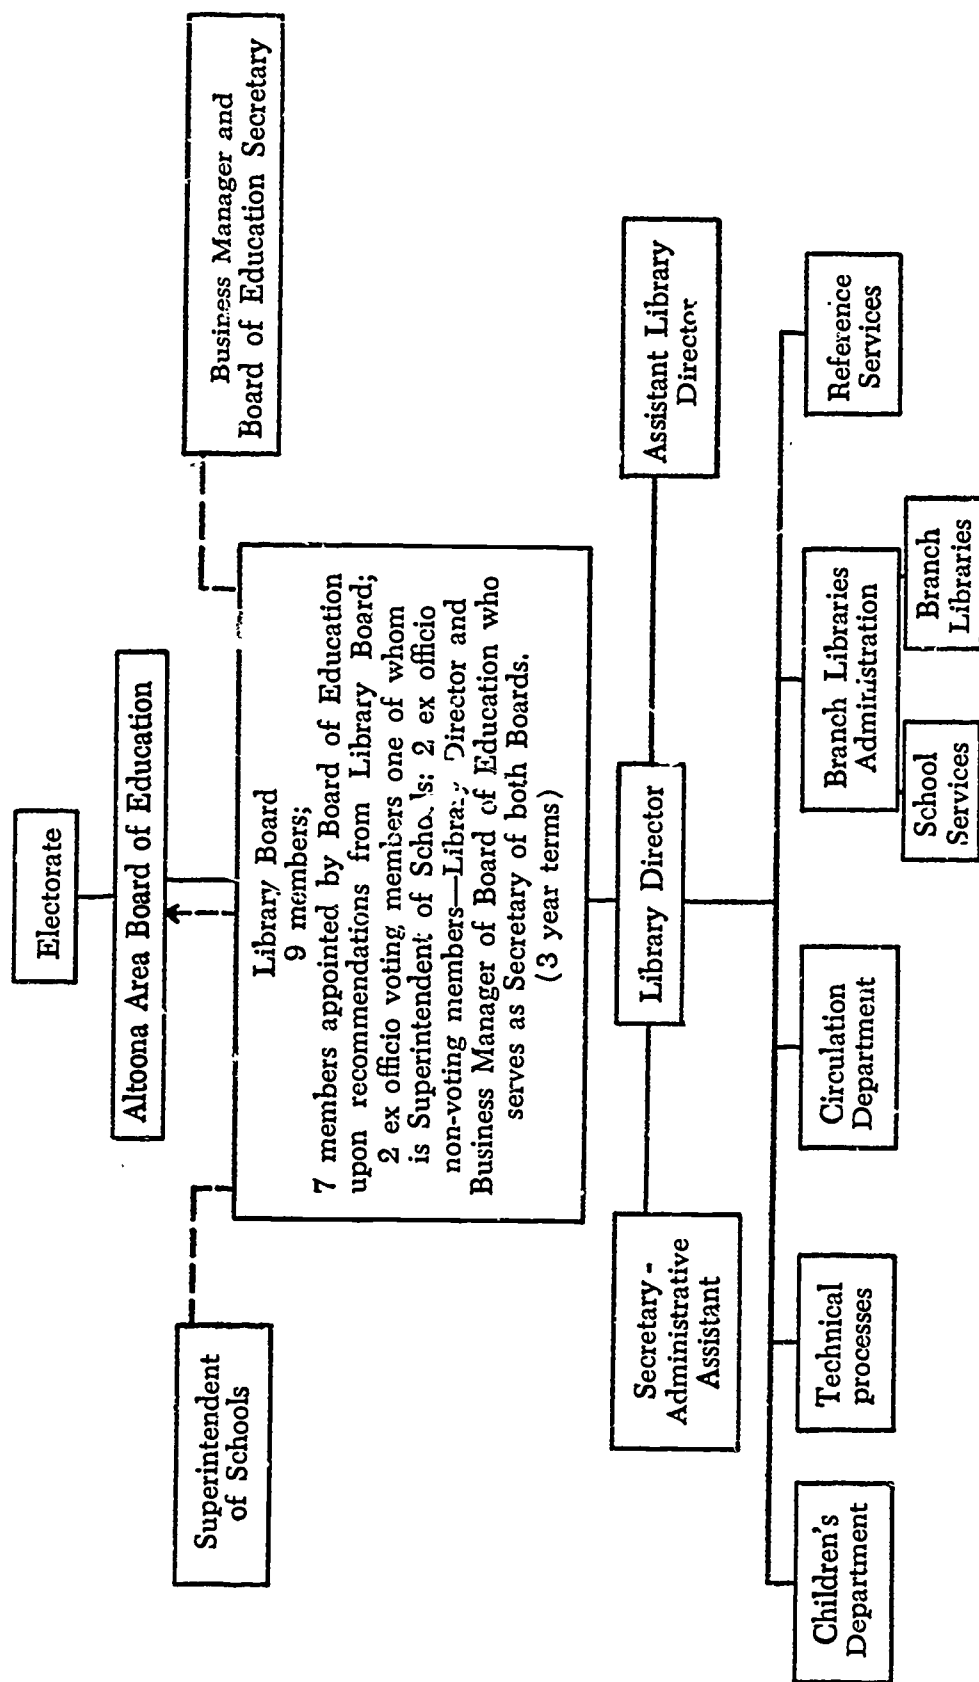 Electorate
Altoona Area Board of Education
Superintendent
of Schools
Business Manager and
Board of Education Secretary
Library Board
9 members;
7 members appointed by Board of Education
upon recommendations from Library Board;
2 ex officio voting members one of whom
is Superintendent of Schools: 2 ex officio
non-voting members—Library Director and
Business Manager of Board of Education who
serves as Secretary of both Boards.
(3 year terms)
Secretary -
Administrative
Assistant
Library Director
Assistant Library
Director
Children's
Department
Technical
processes
Circulation
Department
Branch Libraries
Administration
Reference
Services
School
Services
Branch
Libraries